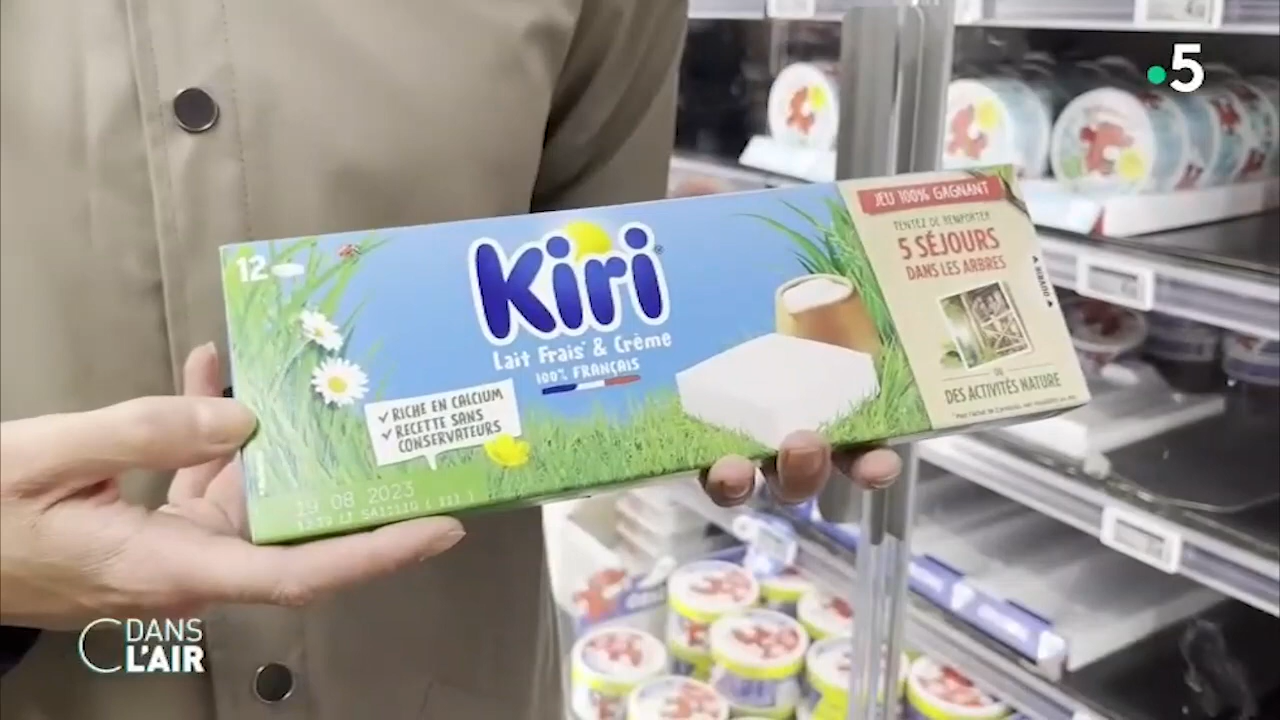 5
12
Kiri
Lait Frais* & Crème
100% FRANÇAIS
✓ RICHE EN CALCIUM
✓ RECETTE SANS
CONSERVATEURS
19 08 2023
JEU 100% GAGNANT
TENTEZ DE REMPORTER
5 SÉJOURS
DANS LES ARBRES
OU
DES ACTIVITÉS NATURE
OUVRIR
C DANS
L'AIR